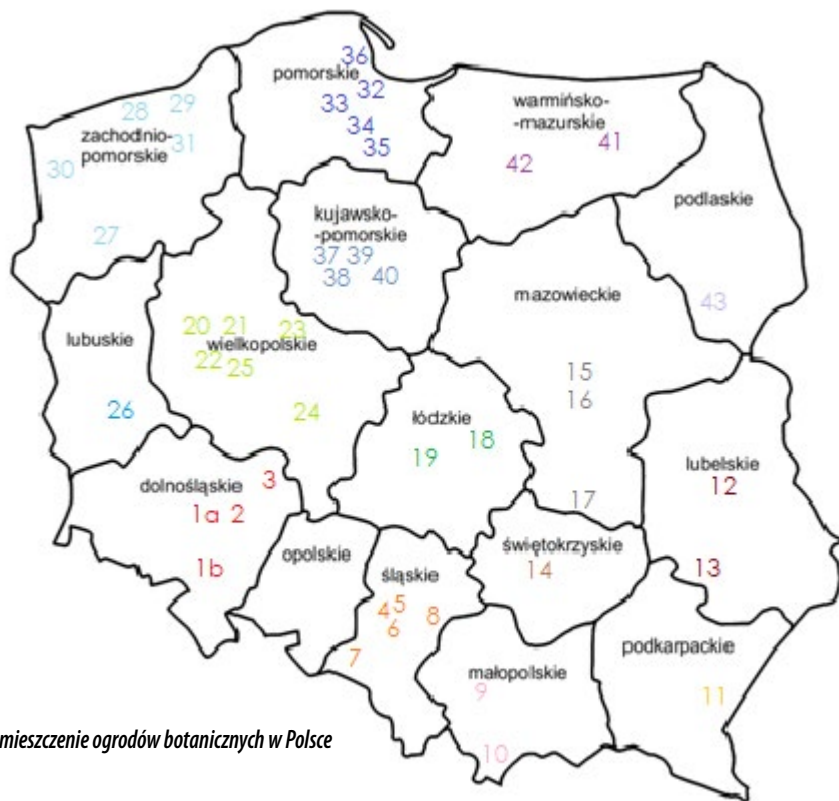 36
pomorskie
32
33
34
35
28
29
zachodnio-
pomorskie
31
30
27
warmińsko-
-mazurskie
41
42
podlaskie
43
kujawsko-
-pomorskie
37 39
38 40
mazowieckie
15
16
17
lubuskie
26
20 21 23
wielkopolskie
22 25
24
łódzkie
18
19
lubelskie
12
13
dolnośląskie
3
1a 2
1b
opolskie
śląskie
4 5
6
8
7
świętokrzyskie
14
małopolskie
9
10
podkarpackie
11
mieszczenie ogrodów botanicznych w Polsce